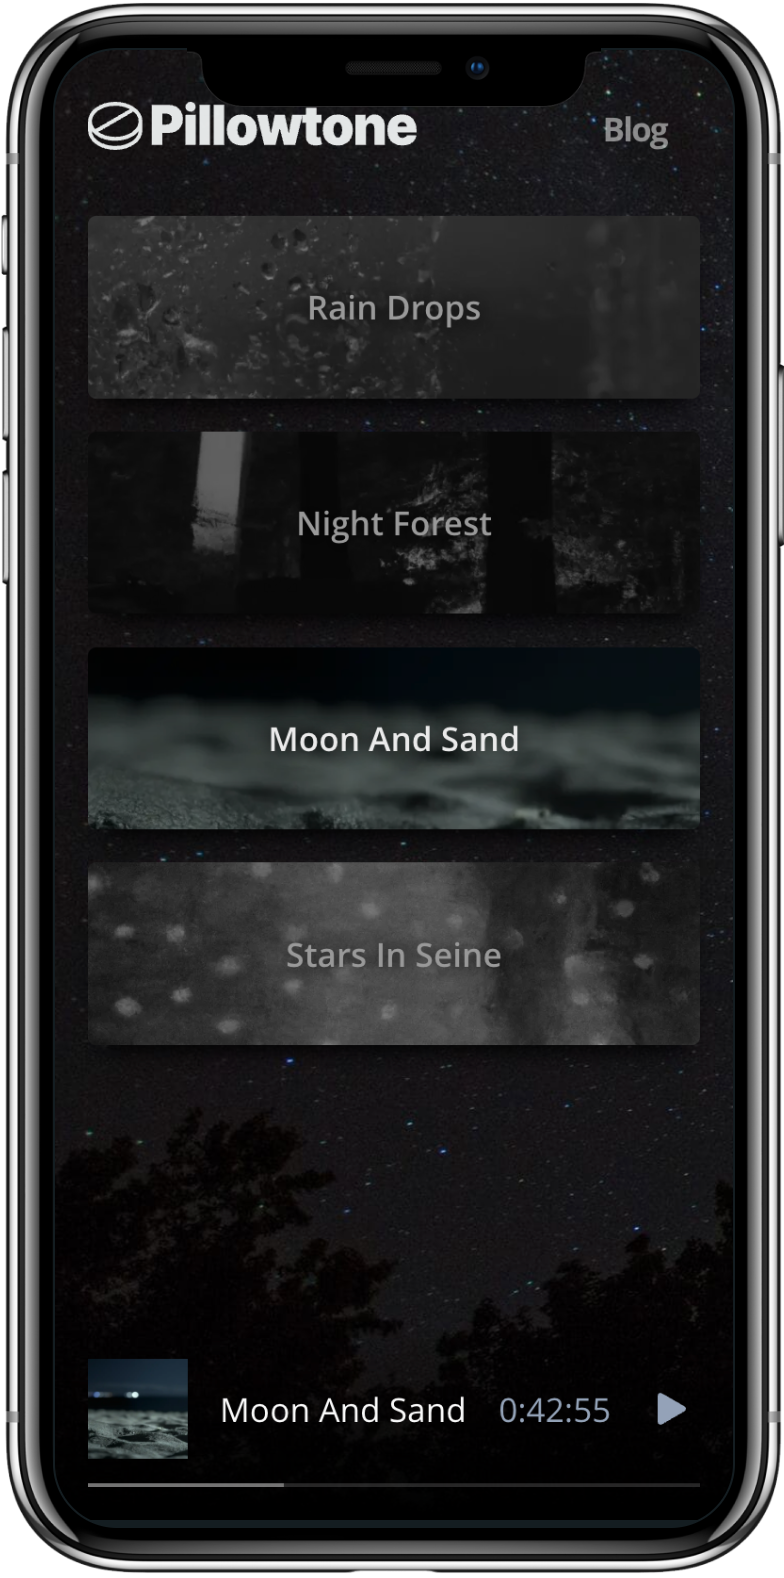 Pillowtone
Blog
Rain Drops
Night Forest
Moon And Sand
Stars In Seine
Moon And Sand 0:42:55